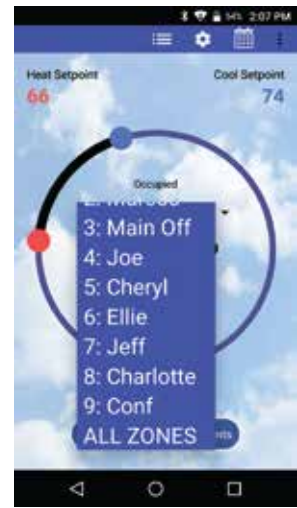 2:07 PM
Heat Setpoint
Cool Setpoint
66
74
Occupied
3: Main Off
4: Joe
5: Cheryl
6: Ellie
7: Jeff
8: Charlotte
9: Conf
ALL ZONES